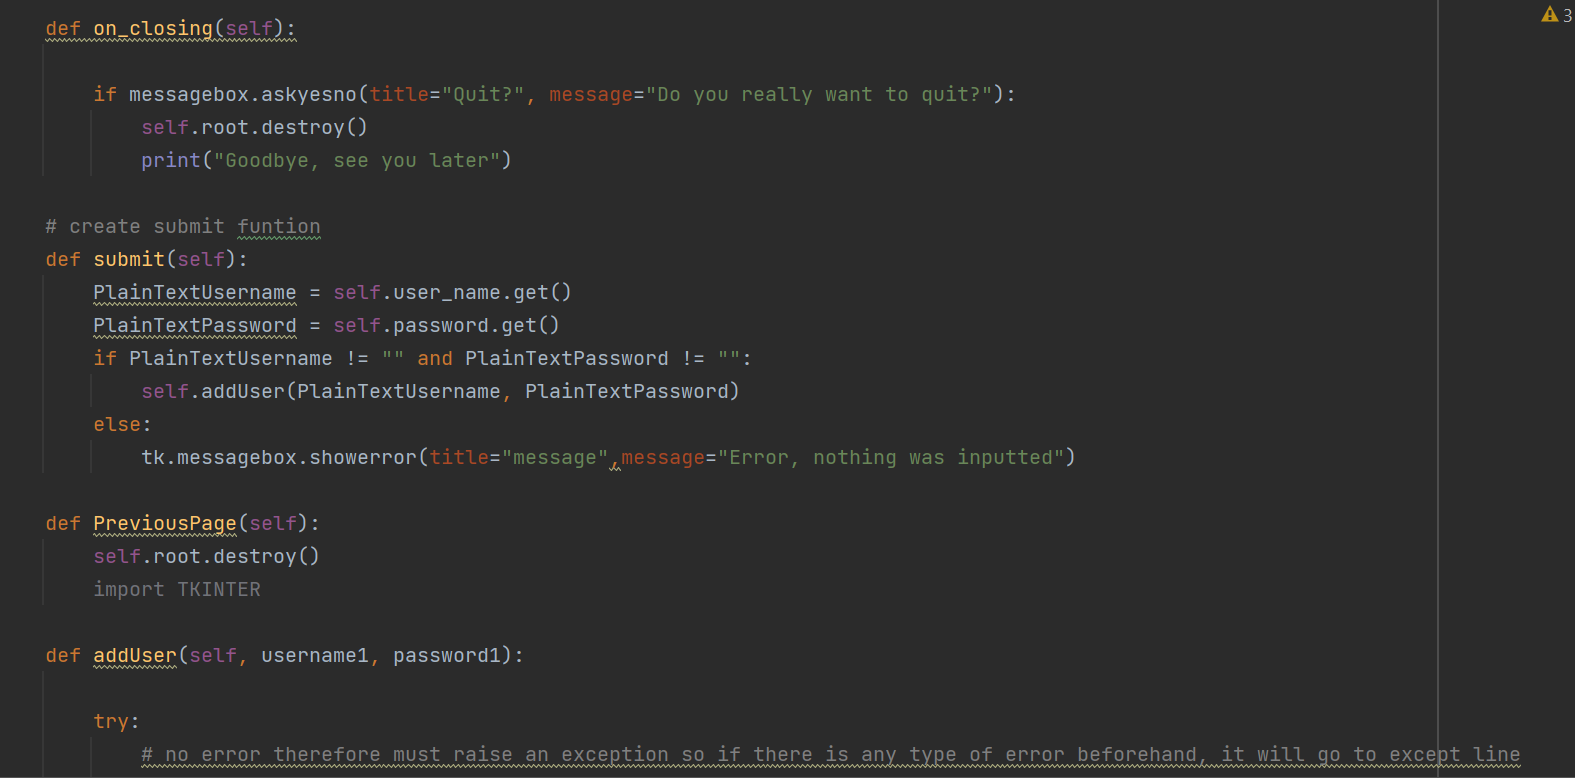 3
def on_closing(self):
if messagebox.askyesno(title="Quit?", message="Do you really want to quit?"):
self.root.destroy()
print("Goodbye, see you later")
# create submit funtion
def submit(self):
PlainTextUsername = self.user_name.get()
PlainTextPassword = self.password.get()
if PlainTextUsername != "" and PlainTextPassword != "":
self.addUser(PlainTextUsername, PlainTextPassword)
else:
tk.messagebox.showerror(title="message",message="Error, nothing was inputted")
def PreviousPage(self):
self.root.destroy()
import TKINTER
def addUser(self, username1, password1):
try:
# no error therefore must raise an exception so if there is any type of error beforehand, it will go to except line